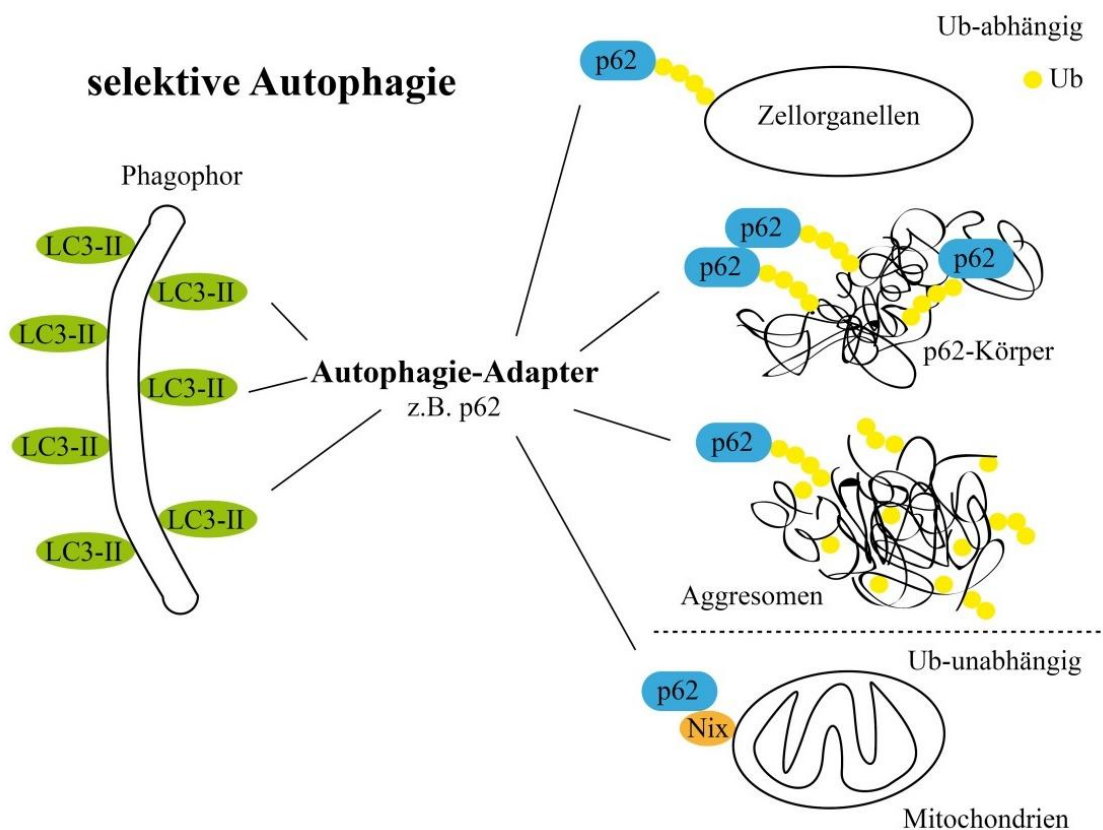 selektive Autophagie
Phagophor
LC3-II
LC3-II
LC3-II
LC3-II
LC3-II
LC3-II
LC3-II
Autophagie-Adapter
z.B. p62
Ub-abhängig
Ub
p62
Zellorganellen
p62
p62
p62
p62-Körper
p62
Aggresomen
Ub-unabhängig
p62
Nix
Mitochondrien